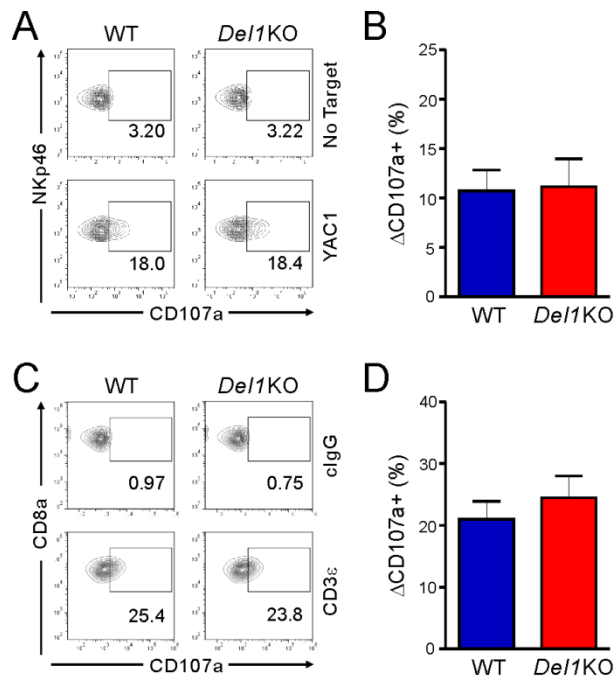 A
WT Del1KO
NKp46
3.20 3.22
No Target
18.0 18.4
YAC1
CD107a
B
ΔCD107a+ (%)
25
20
15
10
5
0
WT Del1KO
C
WT Del1KO
CD8a
0.97 0.75
cIgG
25.4 23.8
CD3ε
CD107a
D
ΔCD107a+ (%)
40
30
20
10
0
WT Del1KO